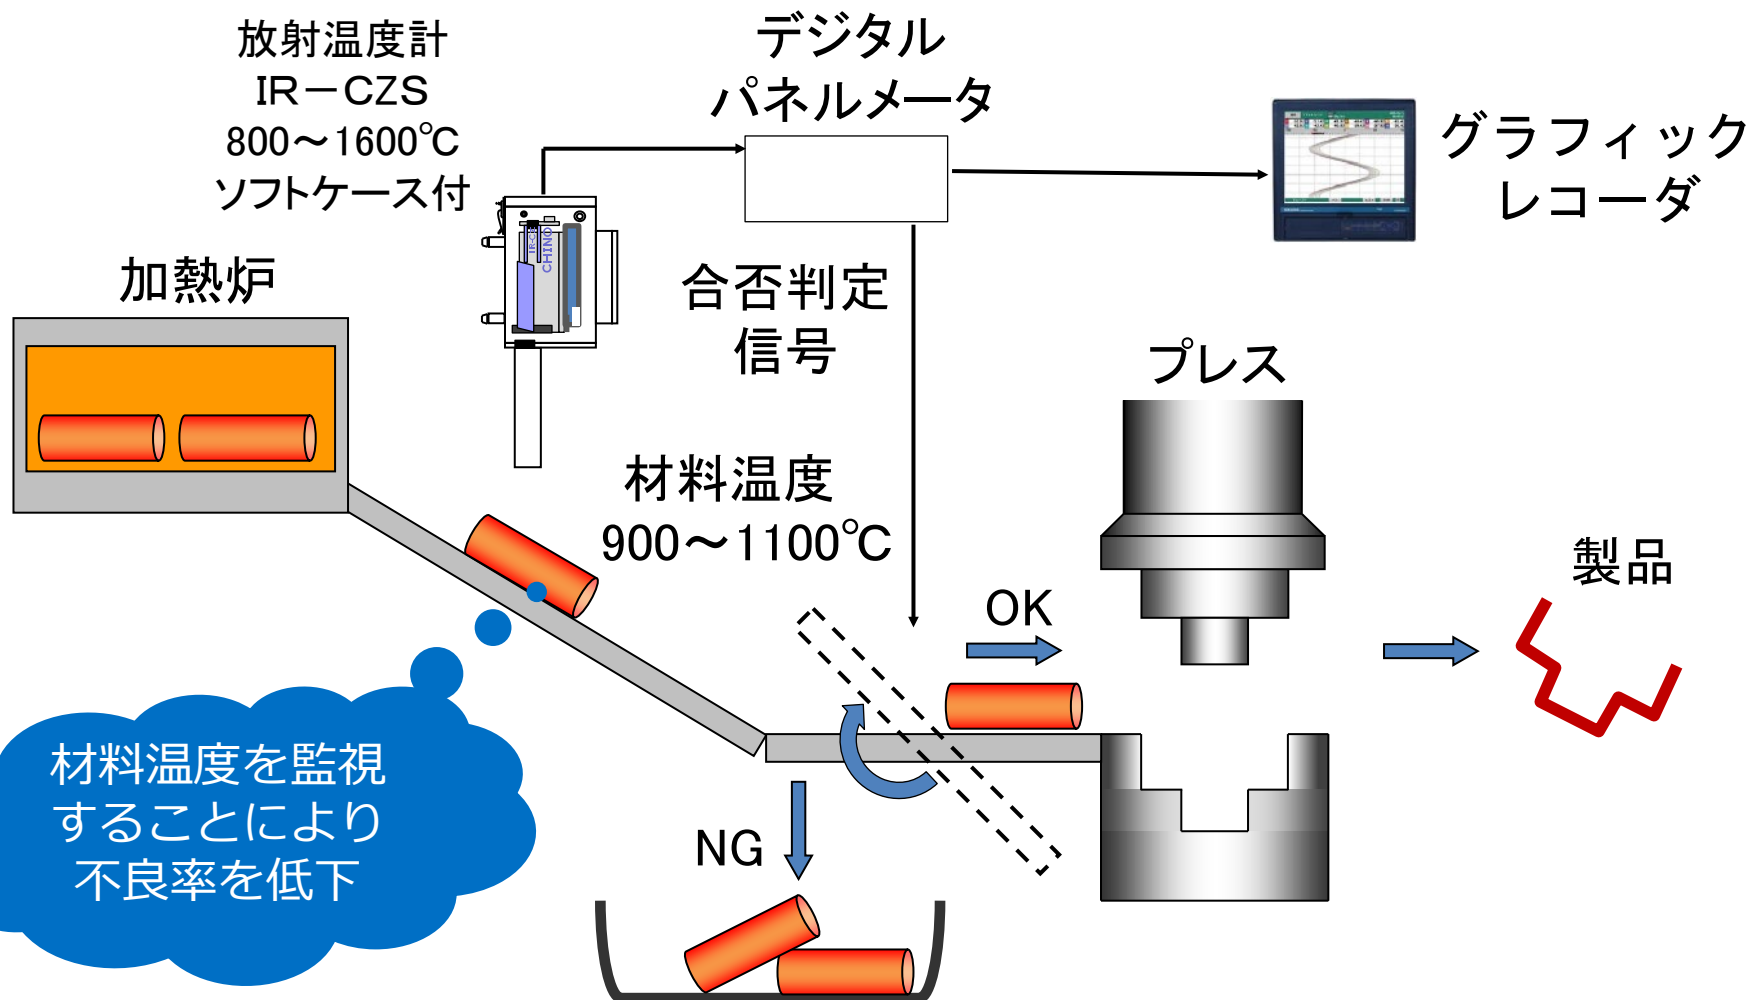 放射温度計
IR－CZS
800～1600℃
ソフトケース付
デジタル
パネルメータ
グラフィック
レコーダ
加熱炉
IR-C
CHINO
合否判定
信号
プレス
材料温度
900～1100℃
製品
OK
材料温度を監視
することにより
不良率を低下
NG